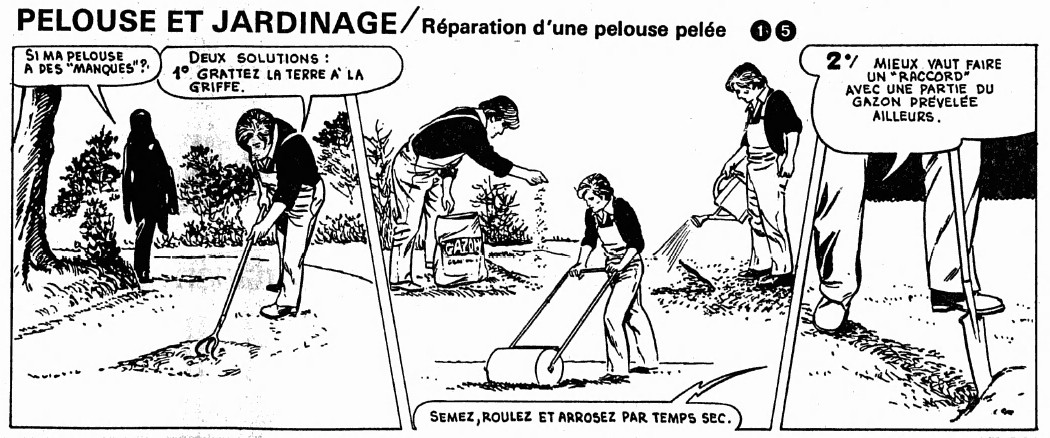 PELOUSE ET JARDINAGE/ Réparation d'une pelouse pelée 1 5
SI MA PELOUSE
A DES "MANQUES"?.
DEUX SOLUTIONS :
1° GRATTEZ LA TERRE A' LA
GRIFFE.
GAZON
SEMEZ, ROULEZ ET ARROSEZ PAR TEMPS SEC.
2°/ MIEUX VAUT FAIRE
UN "RACCORD"
AVEC UNE PARTIE DU
GAZON PRÉVELÉE
AILLEURS.